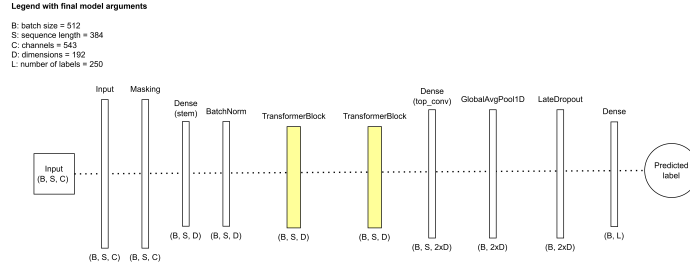 Legend with final model arguments
B: batch size = 512
S: sequence length = 384
C: channels = 543
D: dimensions = 192
L: number of labels = 250
Input
(B, S, C)
Input
(B, S, C)
Masking
(B, S, C)
Dense
(stem)
(B, S, D)
BatchNorm
(B, S, D)
TransformerBlock
(B, S, D)
TransformerBlock
(B, S, D)
Dense
(top_conv)
(B, S, 2xD)
GlobalAvgPool1D
(B, 2xD)
LateDropout
(B, 2xD)
Dense
(B, L)
Predicted
label